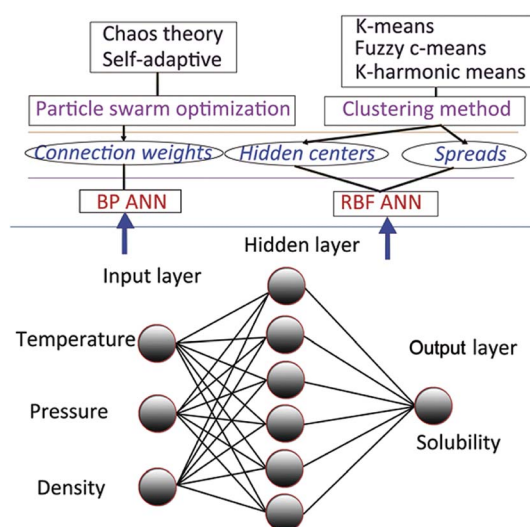 Chaos theory
Self-adaptive
K-means
Fuzzy c-means
K-harmonic means
Particle swarm optimization
Clustering method
Connection weights
Hidden centers
Spreads
BP ANN
RBF ANN
Hidden layer
Input layer
Temperature
Output layer
Pressure
Solubility
Density